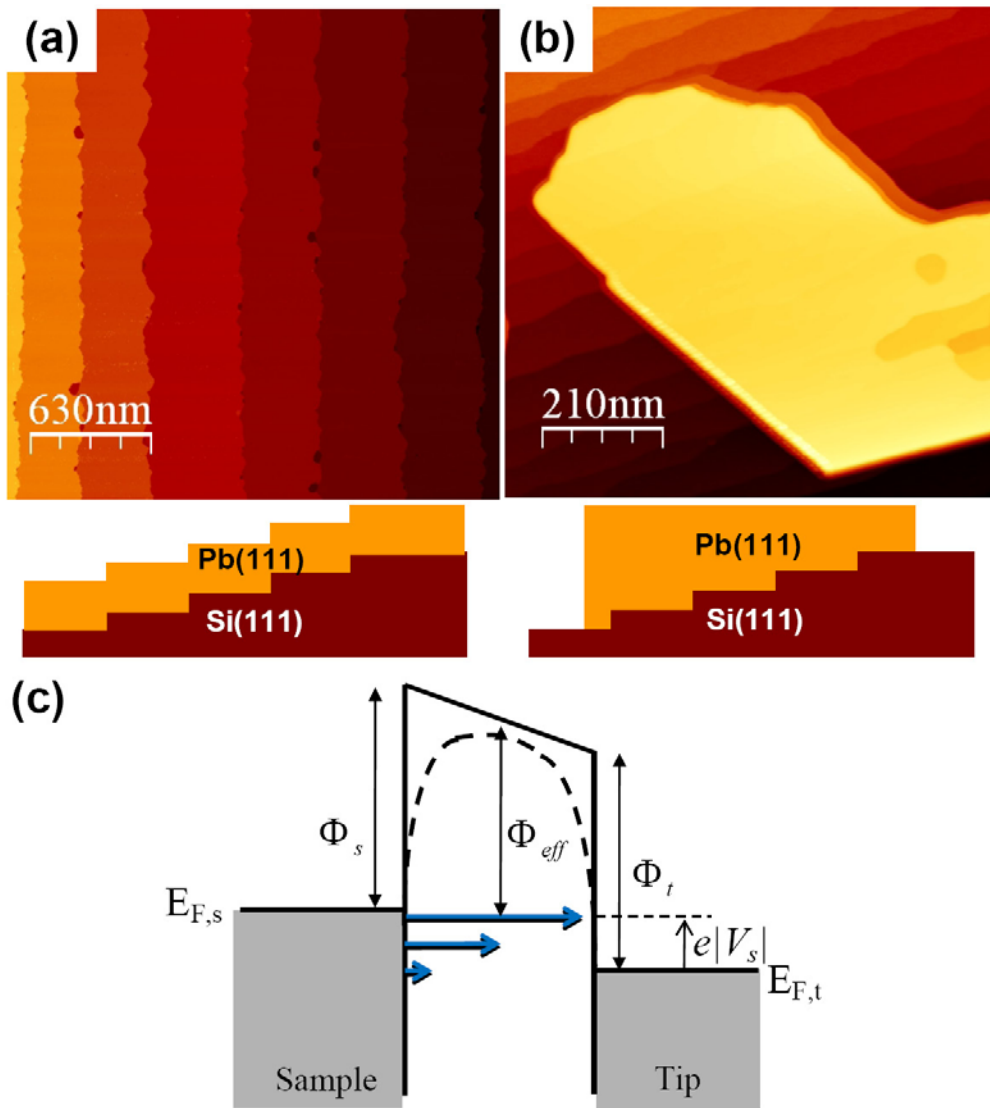 (a)
630nm
(b)
210nm
Pb(111)
Si(111)
Pb(111)
Si(111)
(c)
Φs
Φeff
Φt
EF,s
e|Vs|
EF,t
Sample
Tip